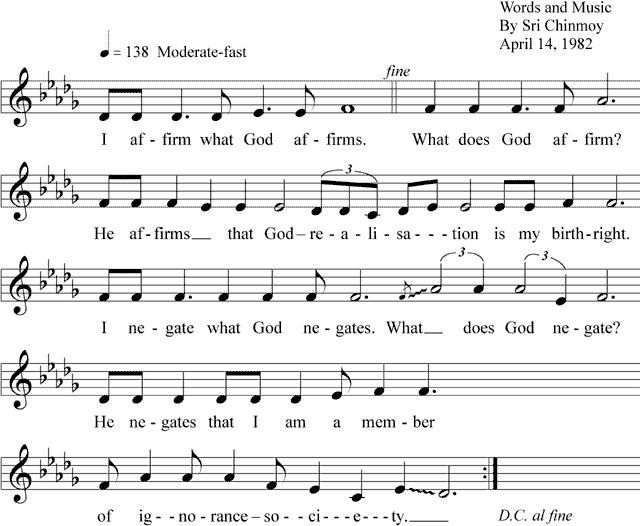 Words and Music
By Sri Chinmoy
April 14, 1982
= 138 Moderate-fast
fine
I af - firm what God af - firms. What does God af - firm?
3
He af - firms that God – re - a - li - sa - - - - tion is my birth - right.
3 3
I ne - gate what God ne - gates. What does God ne - gate?
He ne - gates that I am a mem - ber
of ig - - no - rance – so - - ci - - - e - - - ty.
D.C. al fine